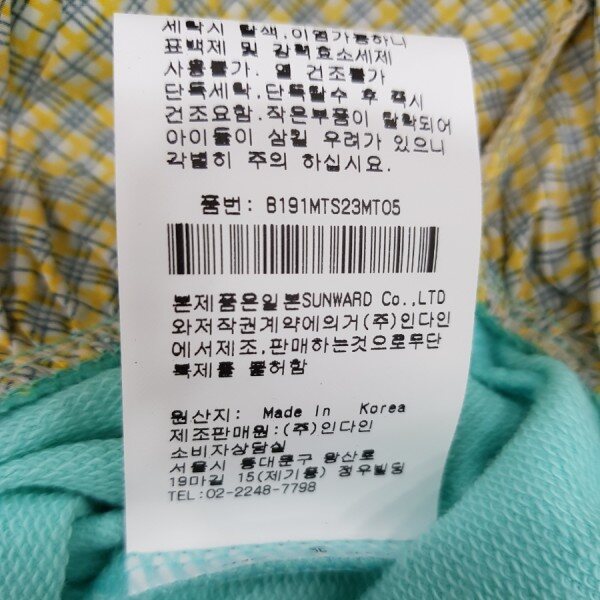 세탁시 탈색,이염가능하니
표백제 및 강력효소세제
사용불가. 열 건조불가
단독세탁,단독탈수 후 즉시
건조요함.작은부품이 탈락되어
아이들이 삼킬 우려가 있으니
각별히 주의 하십시요.
품번: B191MTS23MT05
본제품은일본SUNWARD Co.,LTD
와저작권계약에의거(주)인다인
에서제조,판매하는것으로무단
복제를 불허함
원산지: Made In Korea
제조판매원:(주)인다인
소비자상담실
서울시 동대문구 왕산로
19마길 15(제기동) 정우빌딩
TEL:02-2248-7798